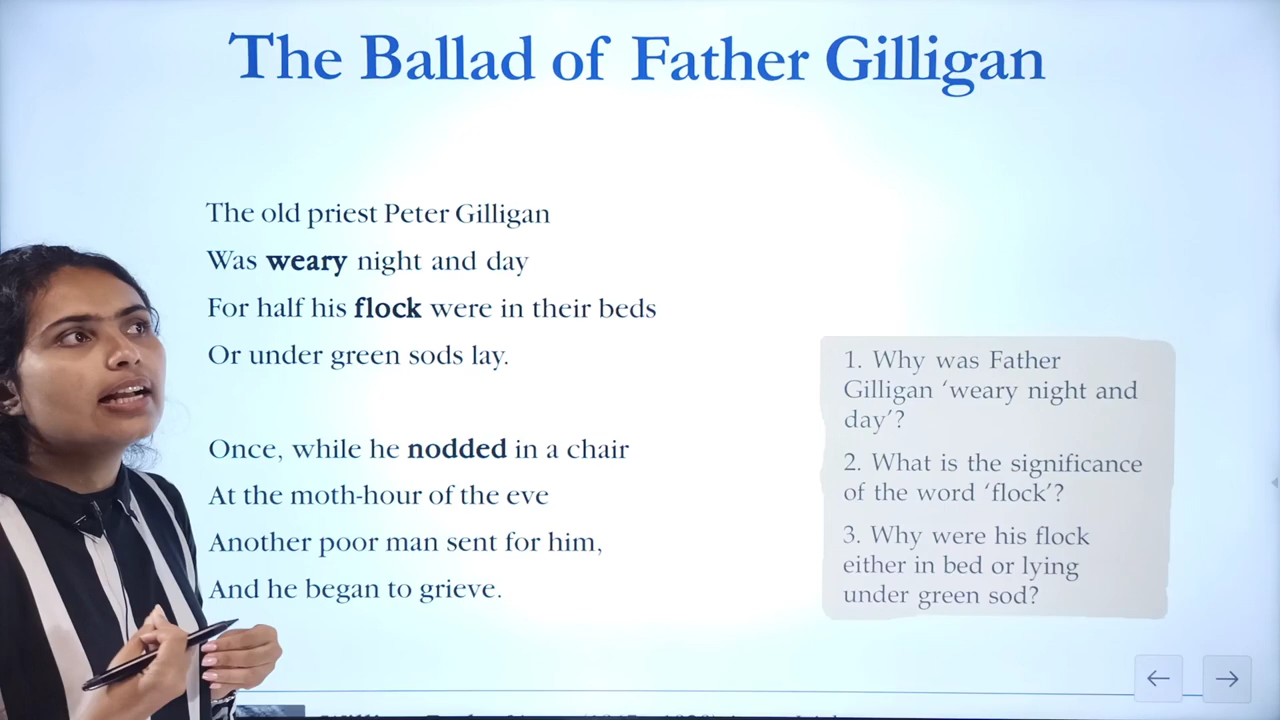 The Ballad of Father Gilligan
The old priest Peter Gilligan
Was weary night and day
For half his flock were in their beds
Or under green sods lay.
Once, while he nodded in a chair
At the moth-hour of the eve
Another poor man sent for him,
And he began to grieve.
1. Why was Father
Gilligan ‘weary night and
day’?
2. What is the significance
of the word ‘flock’?
3. Why were his flock
either in bed or lying
under green sod?